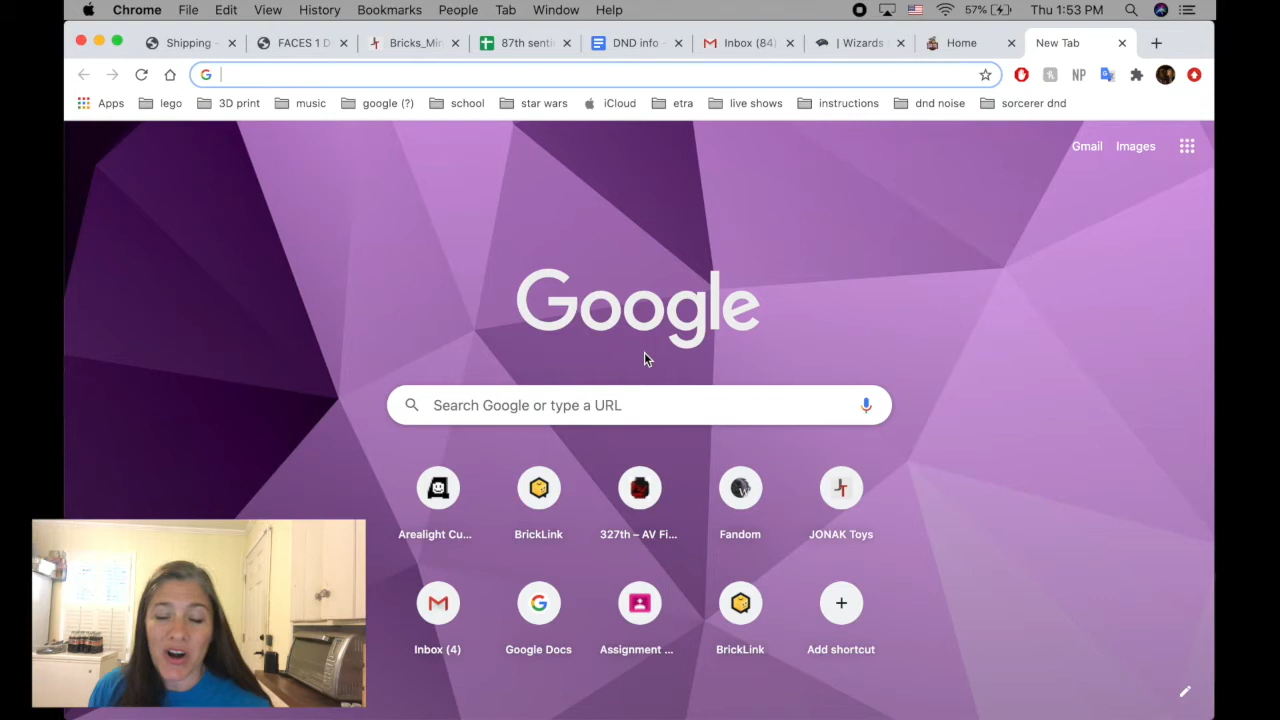 Chrome File Edit View History Bookmarks People Tab Window Help 57% Thu 1:53 PM
Shipping - FACES 1 D Bricks_Min 87th senti DND info - Inbox (84) | Wizards Home New Tab
Apps lego 3D print music google (?) school star wars iCloud etra live shows instructions dnd noise sorcerer dnd
Gmail Images
Google
Search Google or type a URL
Arealight Cu... BrickLink 327th – AV Fi... Fandom JONAK Toys
Inbox (4) Google Docs Assignment ... BrickLink Add shortcut